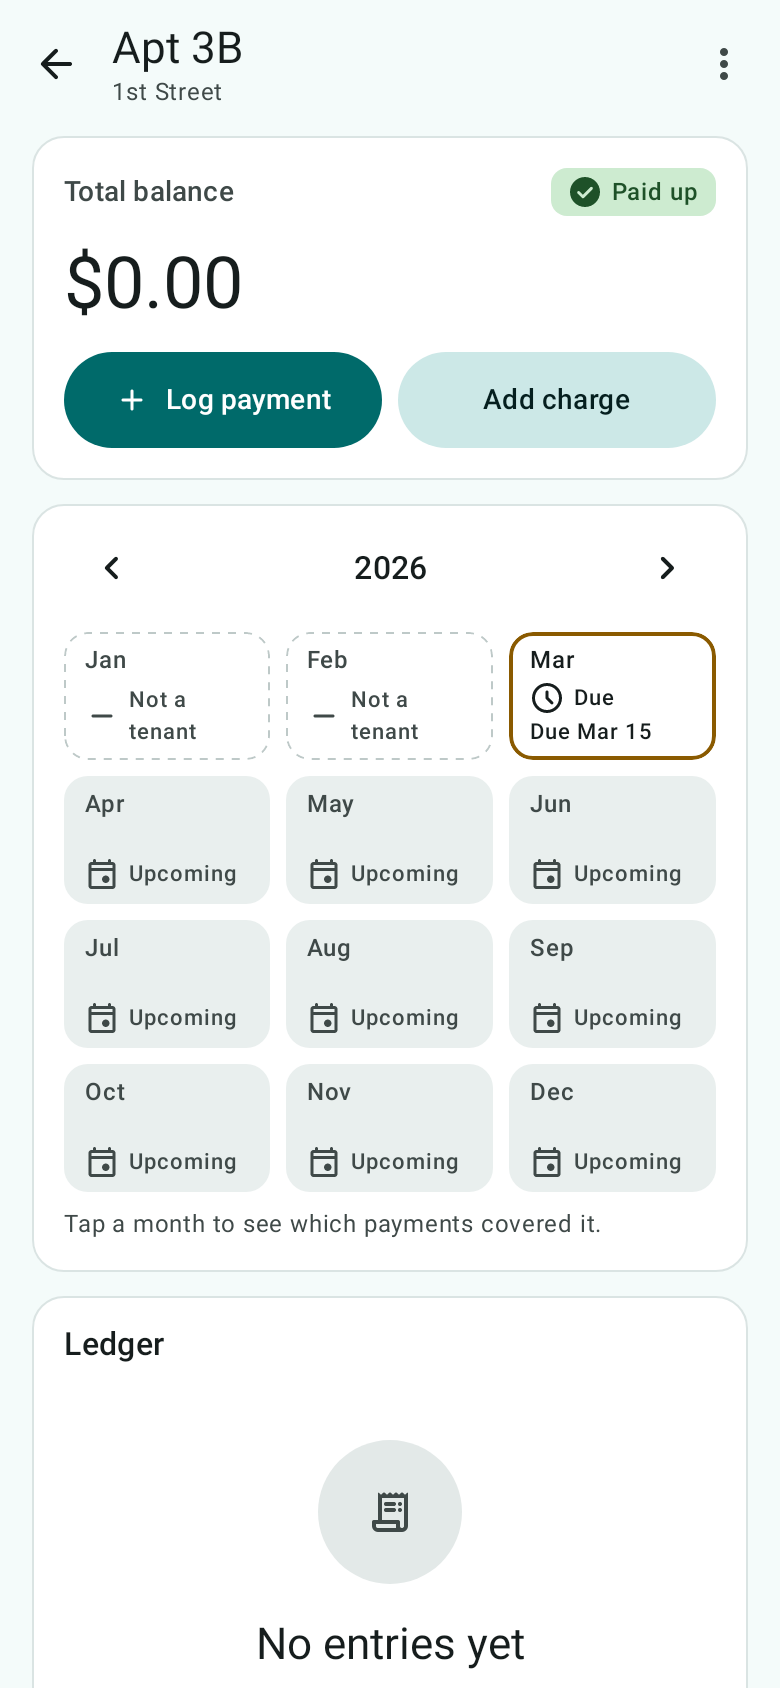 Apt 3B
1st Street
Total balance
Paid up
$0.00
+ Log payment
Add charge
2026
Jan
Not a
tenant
Feb
Not a
tenant
Mar
Due
Due Mar 15
Apr
Upcoming
May
Upcoming
Jun
Upcoming
Jul
Upcoming
Aug
Upcoming
Sep
Upcoming
Oct
Upcoming
Nov
Upcoming
Dec
Upcoming
Tap a month to see which payments covered it.
Ledger
No entries yet